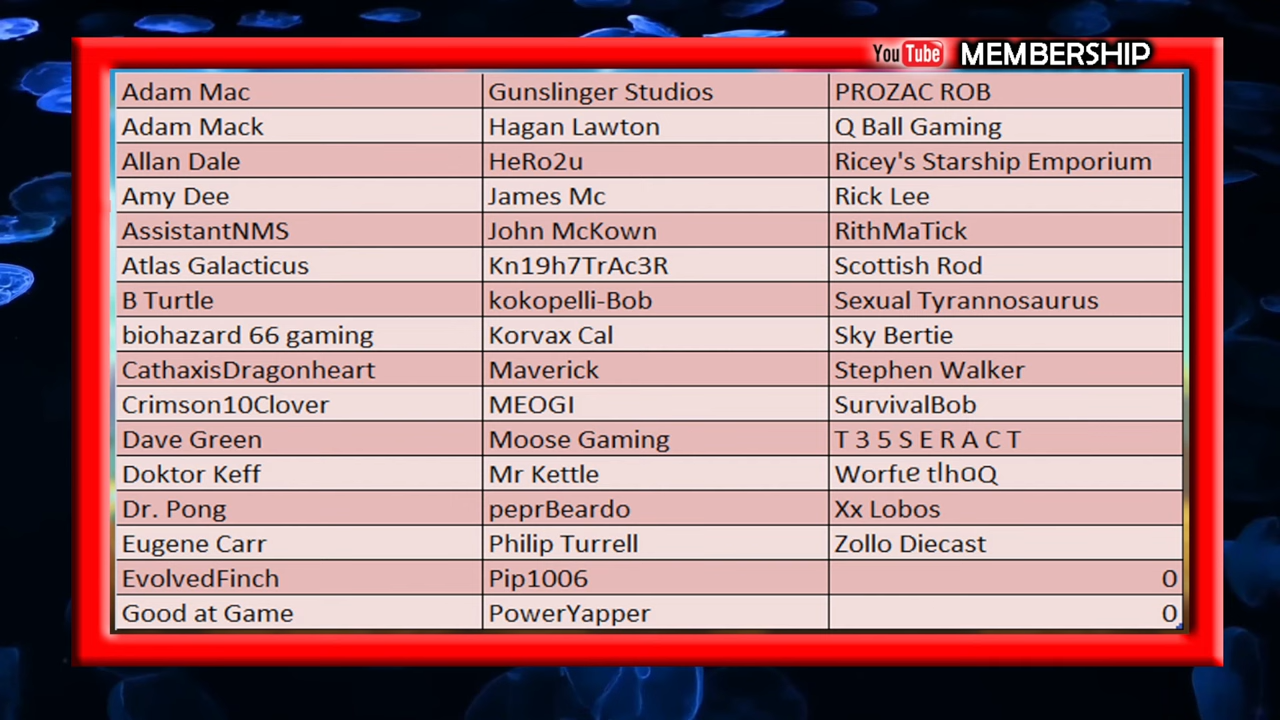 YouTube MEMBERSHIP
Adam Mac Gunslinger Studios PROZAC ROB
Adam Mack Hagan Lawton Q Ball Gaming
Allan Dale HeRo2u Ricey's Starship Emporium
Amy Dee James Mc Rick Lee
AssistantNMS John McKown RithMaTick
Atlas Galacticus Kn19h7TrAc3R Scottish Rod
B Turtle kokopelli-Bob Sexual Tyrannosaurus
biohazard 66 gaming Korvax Cal Sky Bertie
CathaxisDragonheart Maverick Stephen Walker
Crimson10Clover MEOGI SurvivalBob
Dave Green Moose Gaming T 3 5 S E R A C T
Doktor Keff Mr Kettle Worfɩҽ tlhɑQ
Dr. Pong peprBeardo Xx Lobos
Eugene Carr Philip Turrell Zollo Diecast
EvolvedFinch Pip1006 0
Good at Game PowerYapper 0